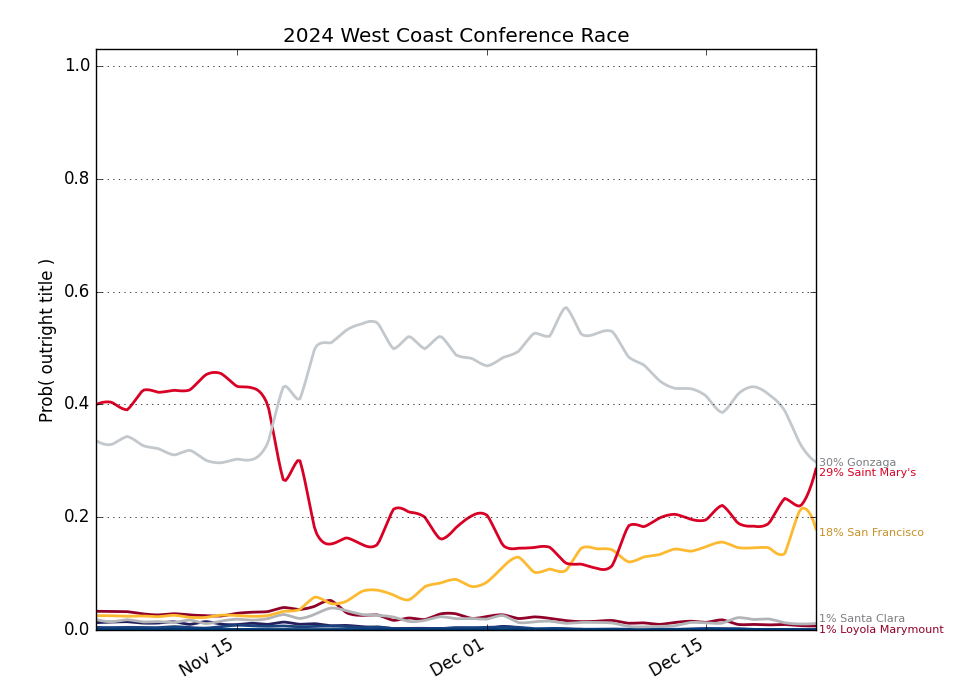 2024 West Coast Conference Race
Prob( outright title )
1.0
0.8
0.6
0.4
0.2
0.0
Nov 15
Dec 01
Dec 15
30% Gonzaga
29% Saint Mary's
18% San Francisco
1% Santa Clara
1% Loyola Marymount